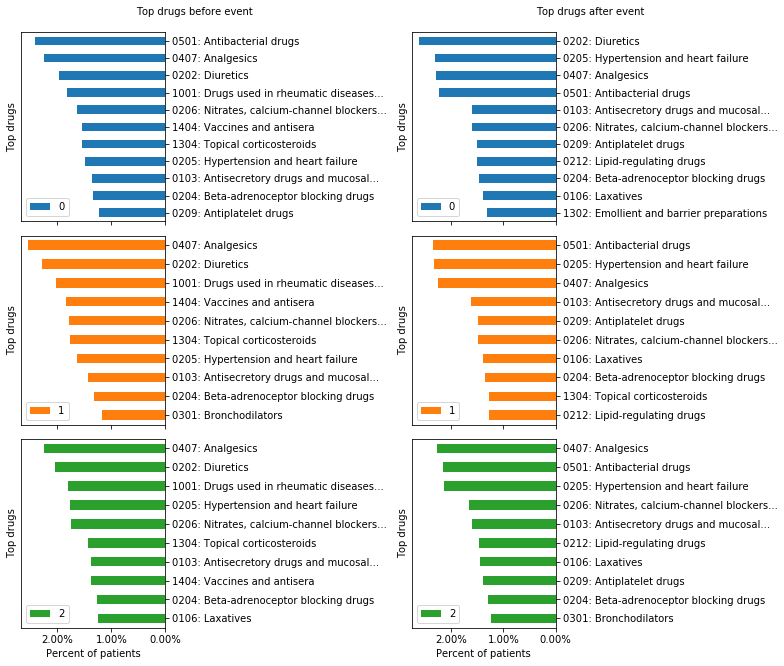 Top drugs before event
Top drugs
0501: Antibacterial drugs
0407: Analgesics
0202: Diuretics
1001: Drugs used in rheumatic diseases...
0206: Nitrates, calcium-channel blockers...
1404: Vaccines and antisera
1304: Topical corticosteroids
0205: Hypertension and heart failure
0103: Antisecretory drugs and mucosal...
0204: Beta-adrenoceptor blocking drugs
0209: Antiplatelet drugs
0
Top drugs
0407: Analgesics
0202: Diuretics
1001: Drugs used in rheumatic diseases...
1404: Vaccines and antisera
0206: Nitrates, calcium-channel blockers...
1304: Topical corticosteroids
0205: Hypertension and heart failure
0103: Antisecretory drugs and mucosal...
0204: Beta-adrenoceptor blocking drugs
0301: Bronchodilators
1
Top drugs
0407: Analgesics
0202: Diuretics
1001: Drugs used in rheumatic diseases...
0205: Hypertension and heart failure
0206: Nitrates, calcium-channel blockers...
1304: Topical corticosteroids
0103: Antisecretory drugs and mucosal...
1404: Vaccines and antisera
0204: Beta-adrenoceptor blocking drugs
0106: Laxatives
2
2.00% 1.00% 0.00%
Percent of patients
Top drugs after event
Top drugs
0202: Diuretics
0205: Hypertension and heart failure
0407: Analgesics
0501: Antibacterial drugs
0103: Antisecretory drugs and mucosal...
0206: Nitrates, calcium-channel blockers...
0209: Antiplatelet drugs
0212: Lipid-regulating drugs
0204: Beta-adrenoceptor blocking drugs
0106: Laxatives
1302: Emollient and barrier preparations
0
Top drugs
0501: Antibacterial drugs
0205: Hypertension and heart failure
0407: Analgesics
0103: Antisecretory drugs and mucosal...
0209: Antiplatelet drugs
0206: Nitrates, calcium-channel blockers...
0106: Laxatives
0204: Beta-adrenoceptor blocking drugs
1304: Topical corticosteroids
0212: Lipid-regulating drugs
1
Top drugs
0407: Analgesics
0501: Antibacterial drugs
0205: Hypertension and heart failure
0206: Nitrates, calcium-channel blockers...
0103: Antisecretory drugs and mucosal...
0212: Lipid-regulating drugs
0106: Laxatives
0209: Antiplatelet drugs
0204: Beta-adrenoceptor blocking drugs
0301: Bronchodilators
2
2.00% 1.00% 0.00%
Percent of patients